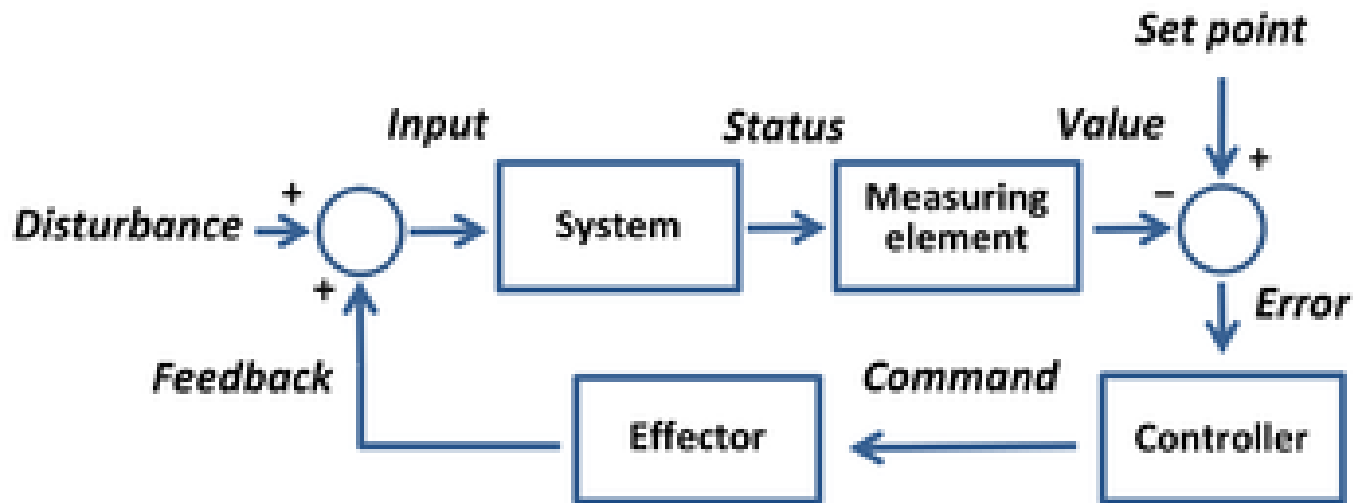 Set point
Input
Status
Value
+
+
−
Disturbance
System
Measuring
element
+
Error
Feedback
Command
Effector
Controller